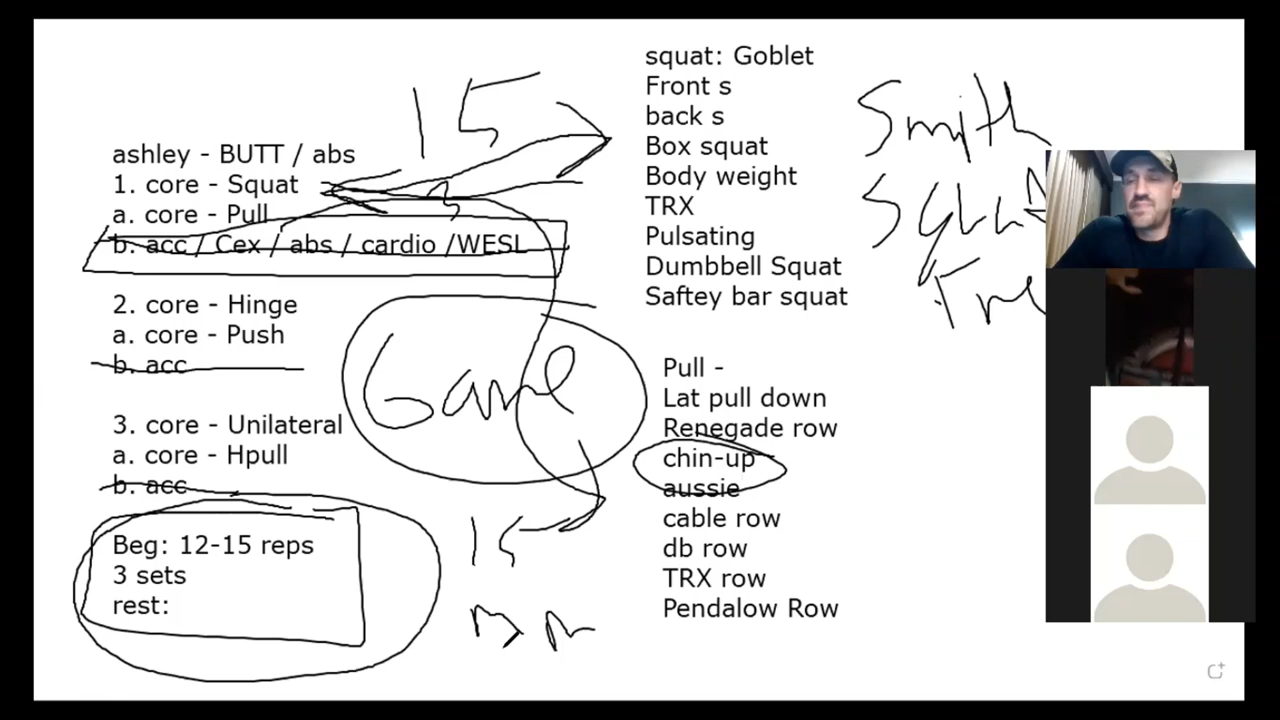 ashley - BUTT / abs
1. core - Squat
a. core - Pull
b. acc / Cex / abs / cardio /WESL
2. core - Hinge
a. core - Push
b. acc
3. core - Unilateral
a. core - Hpull
b. acc
Beg: 12-15 reps
3 sets
rest:
15
Game
15
squat: Goblet
Front s
back s
Box squat
Body weight
TRX
Pulsating
Dumbbell Squat
Saftey bar squat
Pull -
Lat pull down
Renegade row
chin-up
aussie
cable row
db row
TRX row
Pendalow Row
Smith